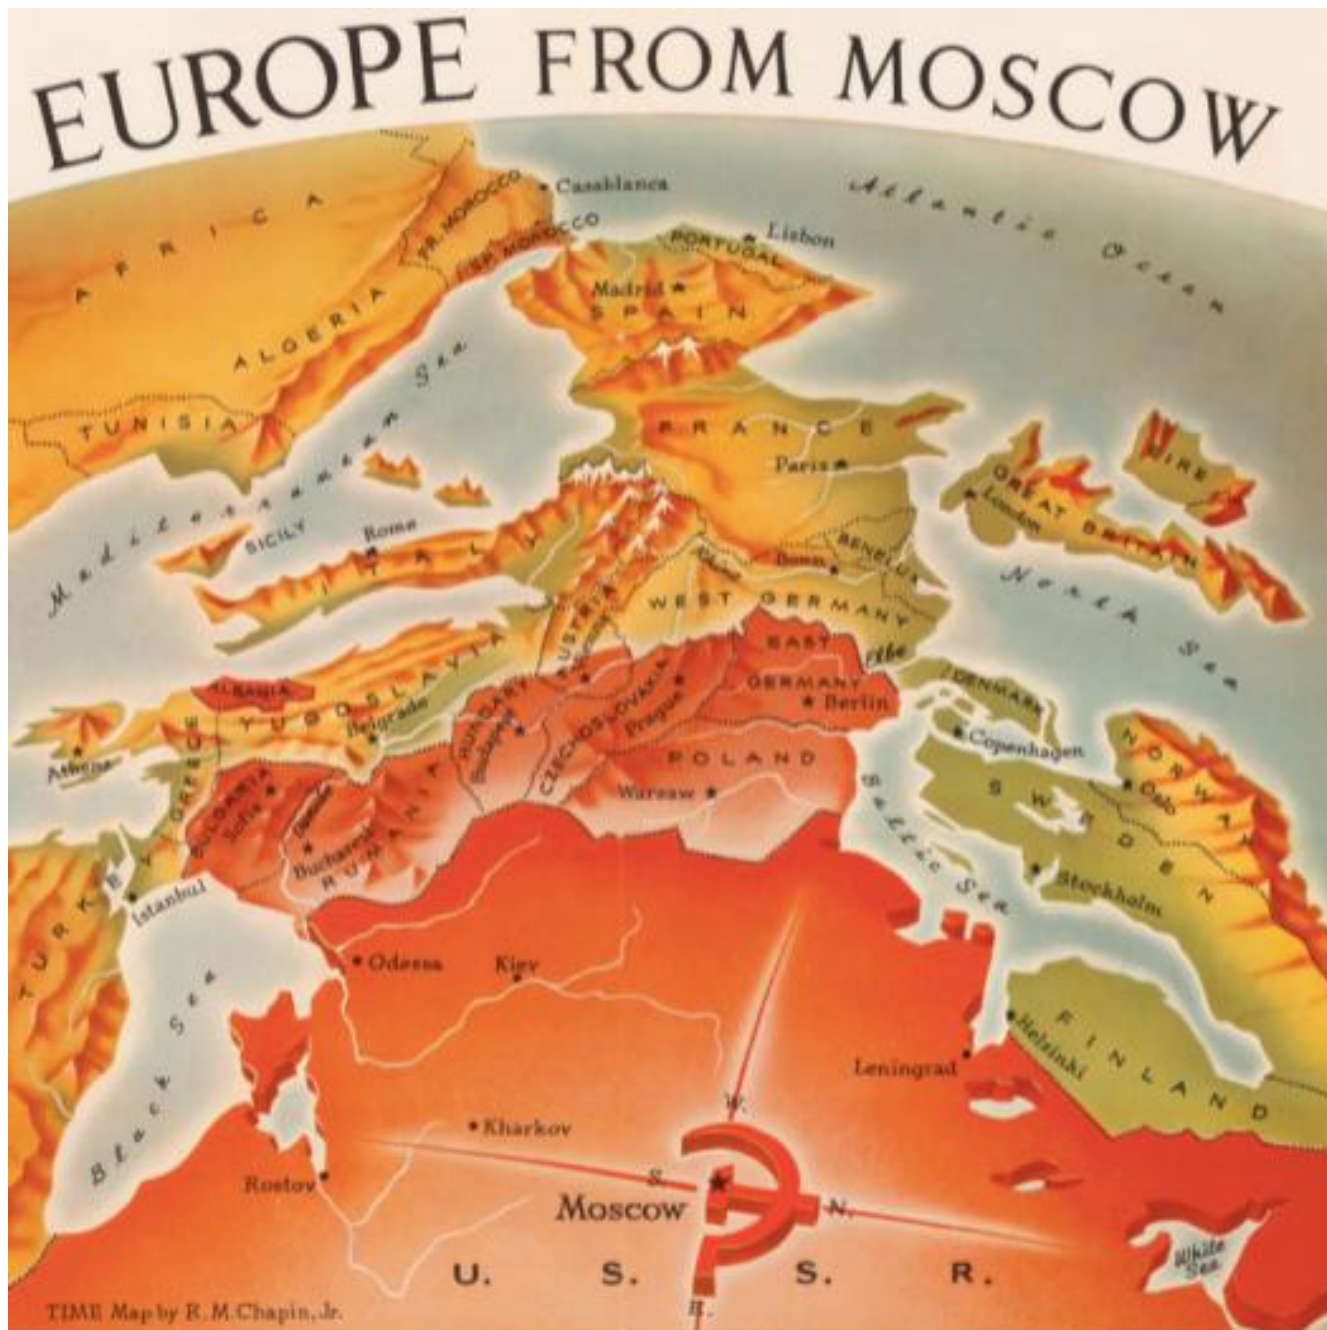 EUROPE FROM MOSCOW
Casablanca
Atlantic Ocean
AFRICA
FR. MOROCCO
SP. MOROCCO
PORTUGAL
Lisbon
Madrid
SPAIN
ALGERIA
Mediterranean Sea
TUNISIA
FRANCE
Paris
EIRE
GREAT BRITAIN
London
SICILY
Rome
ITALY
BENELUX
Bonn
Rhine
North Sea
WEST GERMANY
AUSTRIA
Vienna
EAST
GERMANY
Elbe
Berlin
DENMARK
Copenhagen
ALBANIA
YUGOSLAVIA
Belgrade
HUNGARY
Budapest
CZECHOSLOVAKIA
Prague
POLAND
Warsaw
NORWAY
Oslo
SWEDEN
Stockholm
Baltic Sea
Athens
GREECE
BULGARIA
Sofia
Danube
Bucharest
RUMANIA
TURKEY
Istanbul
Black Sea
Odessa
Kiev
FINLAND
Helsinki
Leningrad
Kharkov
Rostov
W.
S.
N.
E.
Moscow
U. S. S. R.
White
Sea
TIME Map by R. M. Chapin, Jr.